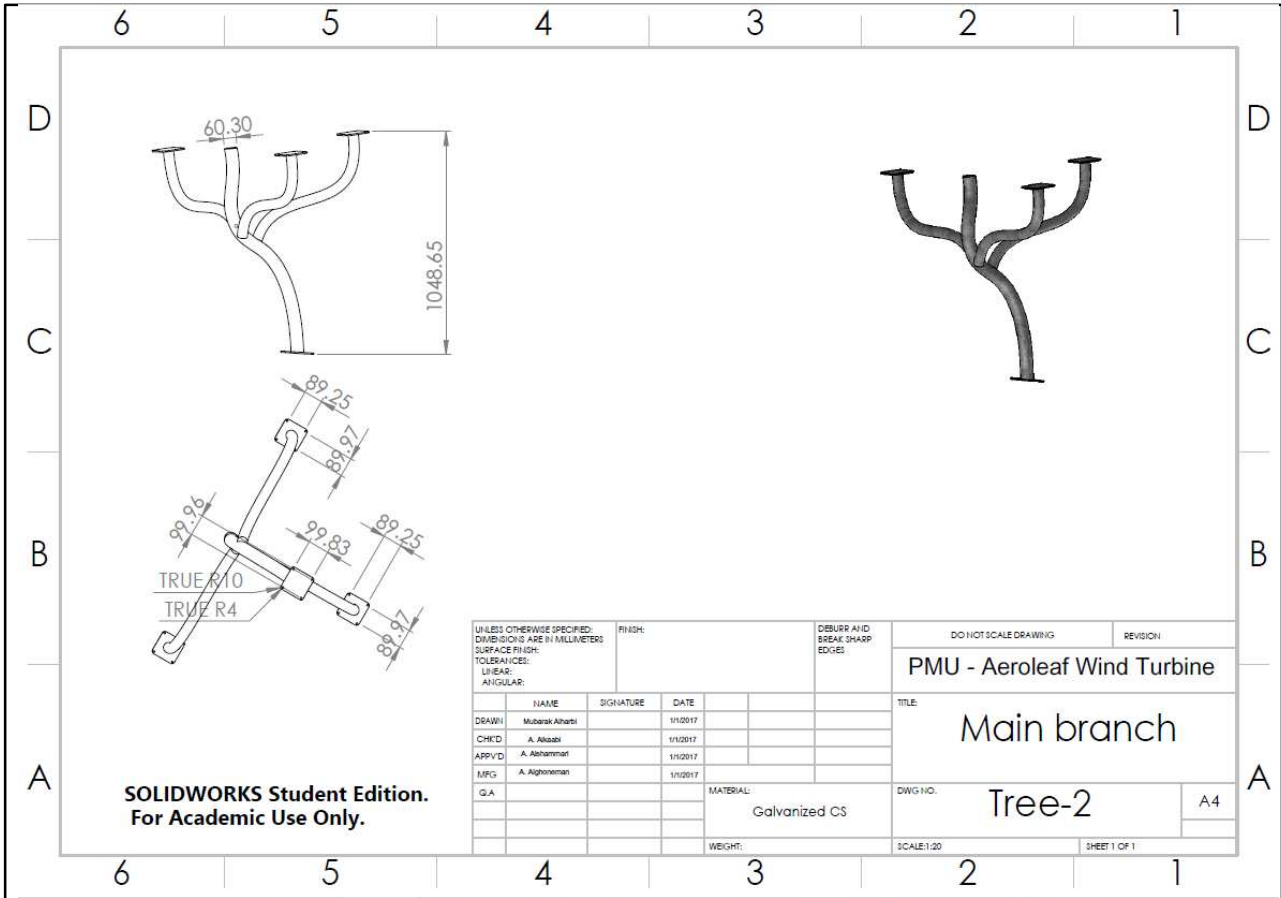 6 5 4 3 2 1
D D
60.30
1048.65
C C
89.25
89.97
99.96
99.83
89.25
B B
TRUE R10
TRUE R4
89.97
UNLESS OTHERWISE SPECIFIED:
DIMENSIONS ARE IN MILLIMETERS
SURFACE FINISH:
TOLERANCES:
LINEAR:
ANGULAR:
FINISH:
DEBURR AND
BREAK SHARP
EDGES
DO NOT SCALE DRAWING
REVISION
PMU - Aeroleaf Wind Turbine
NAME SIGNATURE DATE
DRAWN Mubarak Alharbi 1/1/2017
CHK'D A. Alkaabi 1/1/2017
APPV'D A. Alshammari 1/1/2017
MFG A. Alghoneman 1/1/2017
Q.A
TITLE:
Main branch
MATERIAL:
Galvanized CS
DWG NO.
Tree-2
A4
WEIGHT:
SCALE:1:20
SHEET 1 OF 1
A A
SOLIDWORKS Student Edition.
For Academic Use Only.
6 5 4 3 2 1